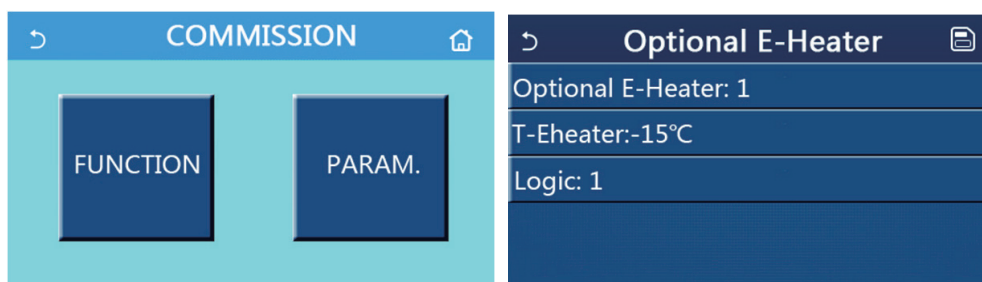 COMMISSION
FUNCTION
PARAM.
Optional E-Heater
Optional E-Heater: 1
T-Eheater:-15℃
Logic: 1